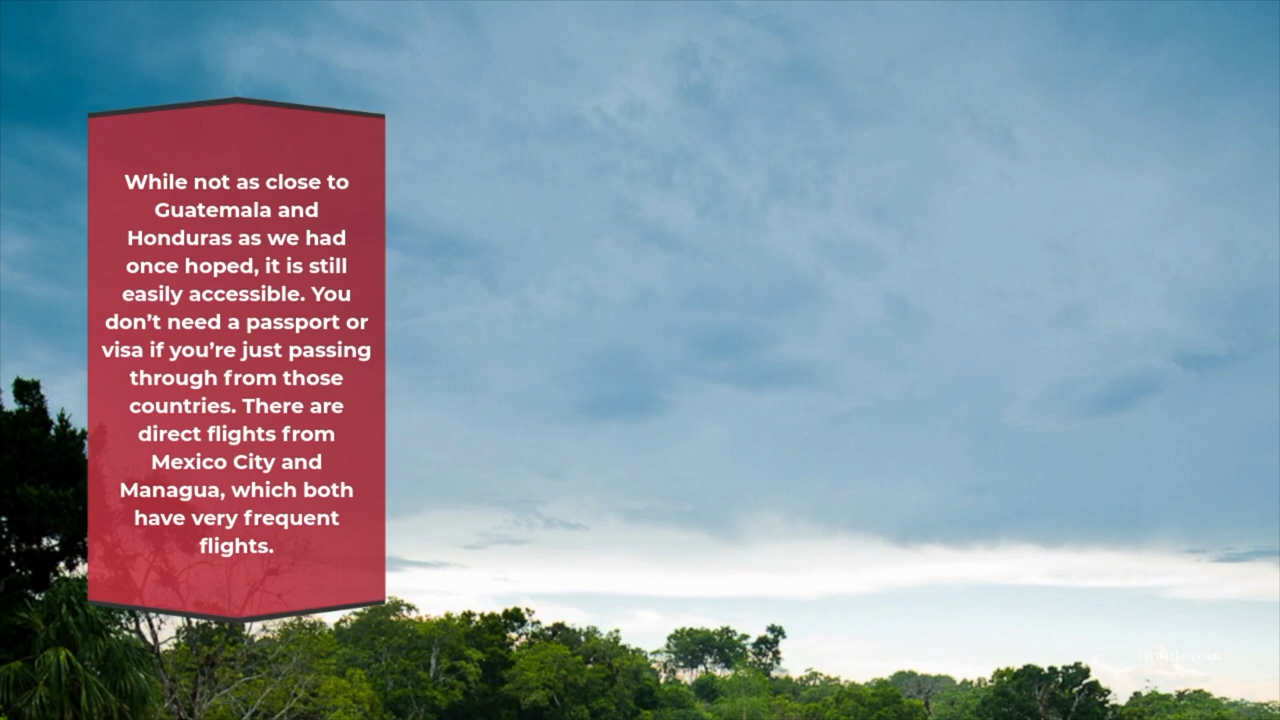 While not as close to
Guatemala and
Honduras as we had
once hoped, it is still
easily accessible. You
don’t need a passport or
visa if you’re just passing
through from those
countries. There are
direct flights from
Mexico City and
Managua, which both
have very frequent
flights.
invideo.io